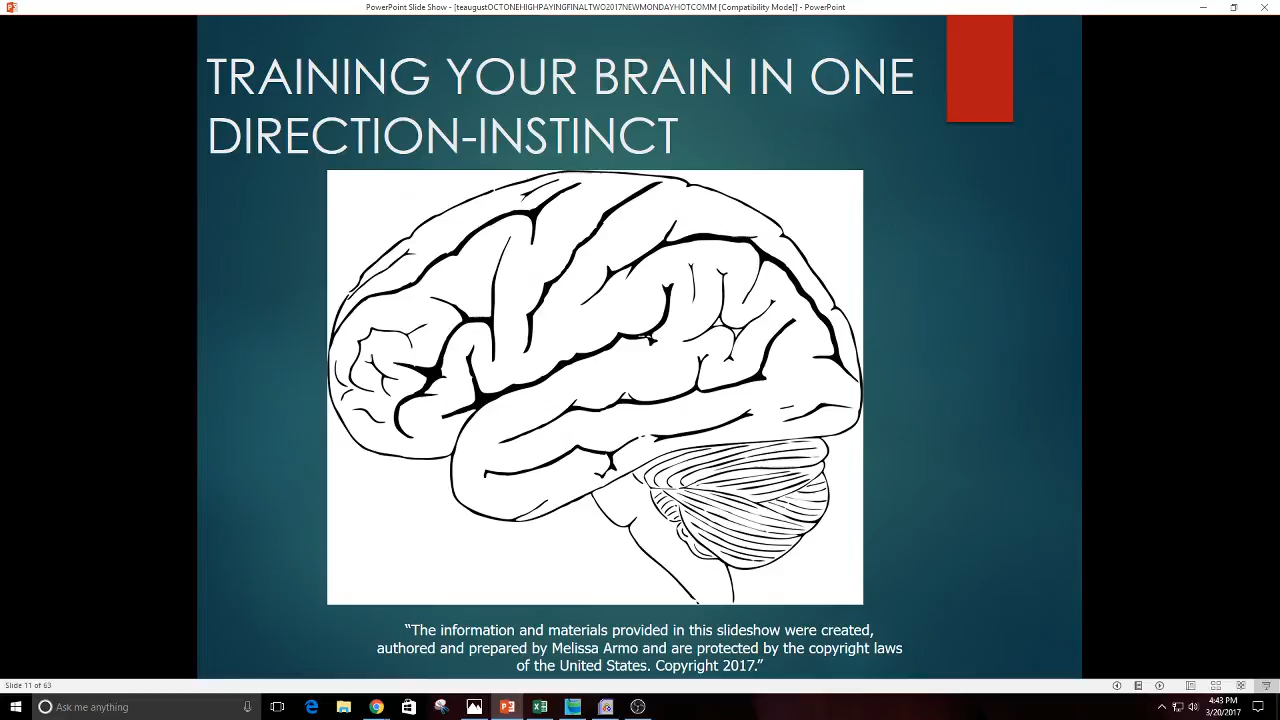 PowerPoint Slide Show - [teaugustOCTONEHIGHPAYINGFINALTWO2017NEWMONDAYHOTCOMM [Compatibility Mode]] - PowerPoint
TRAINING YOUR BRAIN IN ONE
DIRECTION-INSTINCT
“The information and materials provided in this slideshow were created,
authored and prepared by Melissa Armo and are protected by the copyright laws
of the United States. Copyright 2017.”
Slide 11 of 63
Ask me anything
4:43 PM
3/20/2017